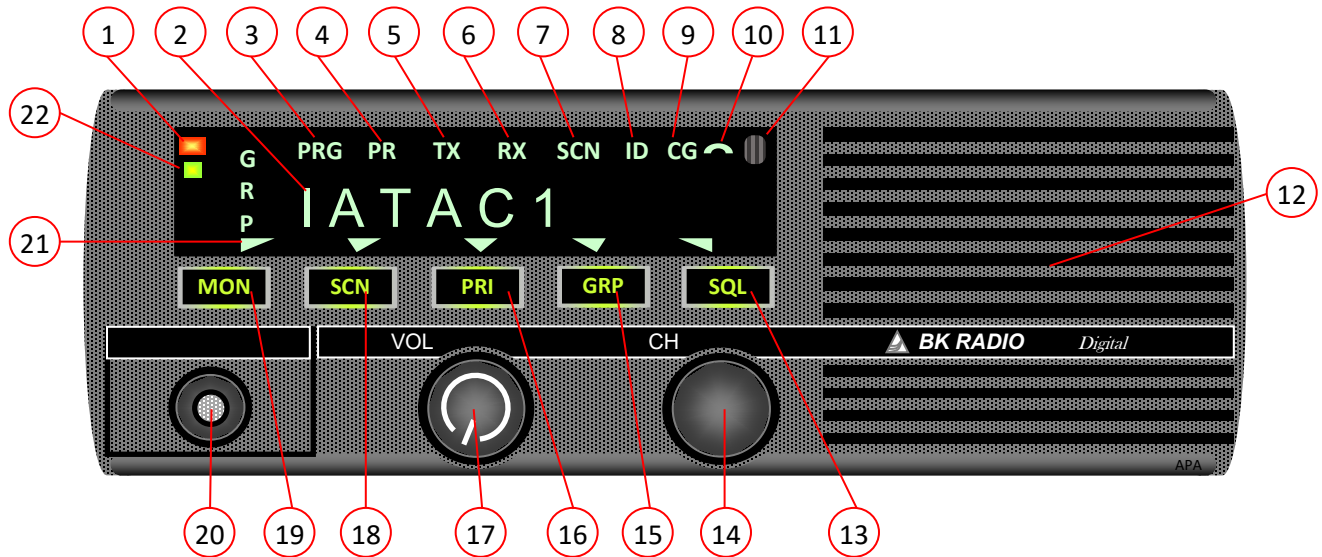 1 2 3 4 5 6 7 8 9 10 11
22
PRG PR TX RX SCN ID CG
G
R
P
IATAC1
12
21
MON SCN PRI GRP SQL
VOL CH BK RADIO Digital
APA
20 19 18 17 16 15 14 13